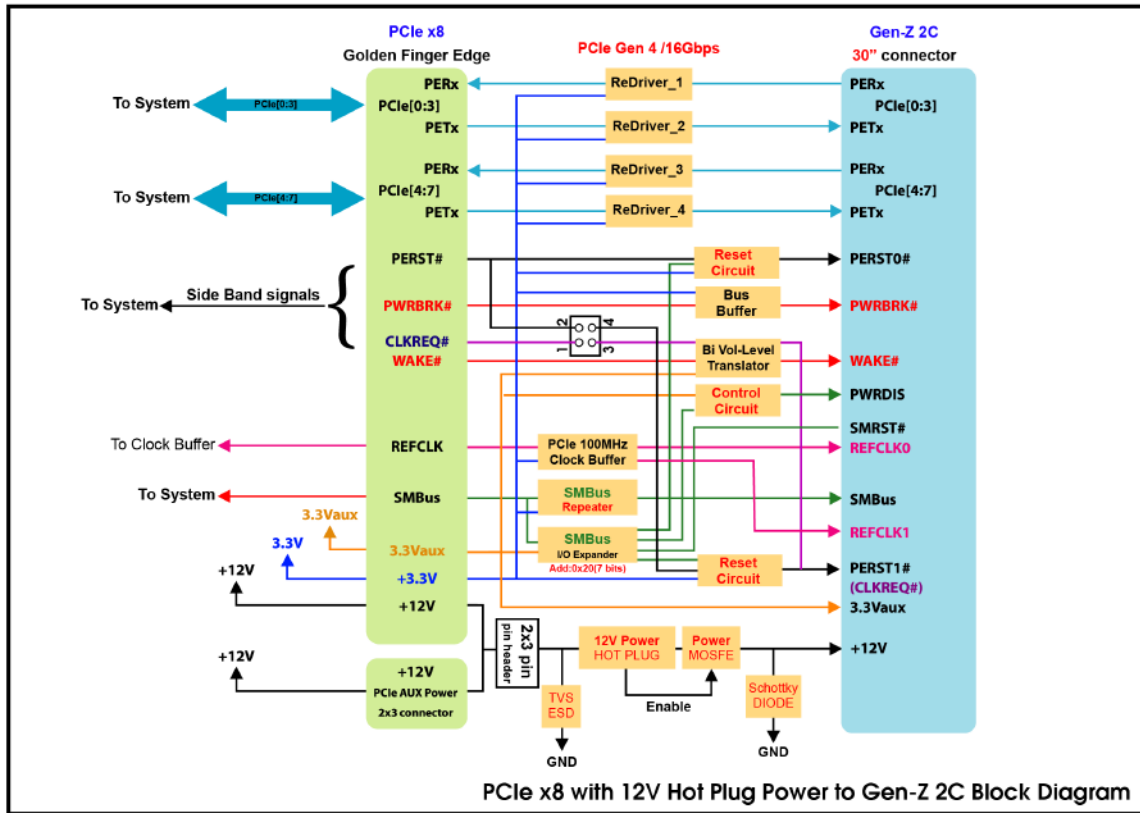 PCIe x8
Golden Finger Edge
PCIe Gen 4 /16Gbps
Gen-Z 2C
30” connector
To System
PCIe[0:3]
PERx
PCIe[0:3]
PETx
ReDriver_1
ReDriver_2
PERx
PCIe[0:3]
PETx
To System
PCIe[4:7]
PERx
PCIe[4:7]
PETx
ReDriver_3
ReDriver_4
PERx
PCIe[4:7]
PETx
To System
Side Band signals
{
PERST#
PWRBRK#
CLKREQ#
WAKE#
2
4
1
3
Reset
Circuit
Bus
Buffer
Bi Vol-Level
Translator
Control
Circuit
PERST0#
PWRBRK#
WAKE#
PWRDIS
SMRST#
To Clock Buffer
REFCLK
PCIe 100MHz
Clock Buffer
REFCLK0
To System
SMBus
SMBus
Repeater
SMBus
REFCLK1
3.3Vaux
3.3Vaux
SMBus
I/O Expander
Add:0x20(7 bits)
Reset
Circuit
PERST1#
(CLKREQ#)
3.3V
+3.3V
3.3Vaux
+12V
+12V
2x3 pin
pin header
12V Power
HOT PLUG
Power
MOSFE
+12V
+12V
+12V
PCIe AUX Power
2x3 connector
TVS
ESD
Enable
Schottky
DIODE
GND
GND
PCIe x8 with 12V Hot Plug Power to Gen-Z 2C Block Diagram